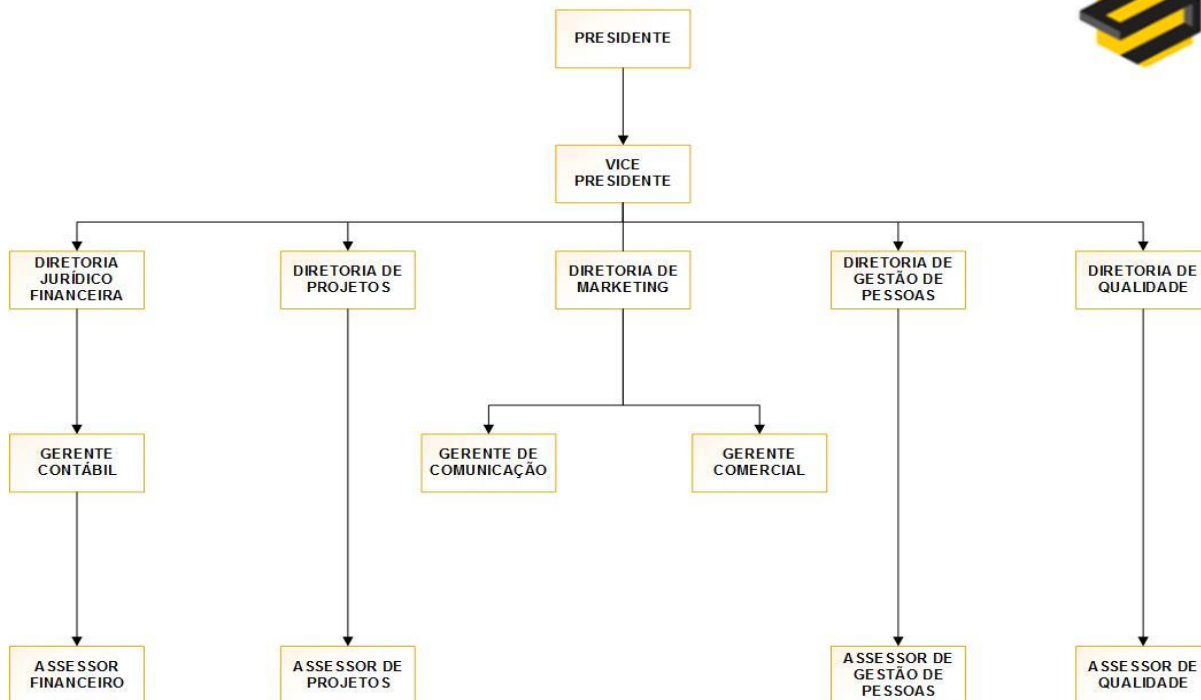 PRESIDENTE
VICE
PRESIDENTE
DIRETORIA
JURÍDICO
FINANCEIRA
DIRETORIA DE
PROJETOS
DIRETORIA DE
MARKETING
DIRETORIA DE
GESTÃO DE
PESSOAS
DIRETORIA DE
QUALIDADE
GERENTE
CONTÁBIL
GERENTE DE
COMUNICAÇÃO
GERENTE
COMERCIAL
ASSESSOR
FINANCEIRO
ASSESSOR DE
PROJETOS
ASSESSOR DE
GESTÃO DE
PESSOAS
ASSESSOR DE
QUALIDADE